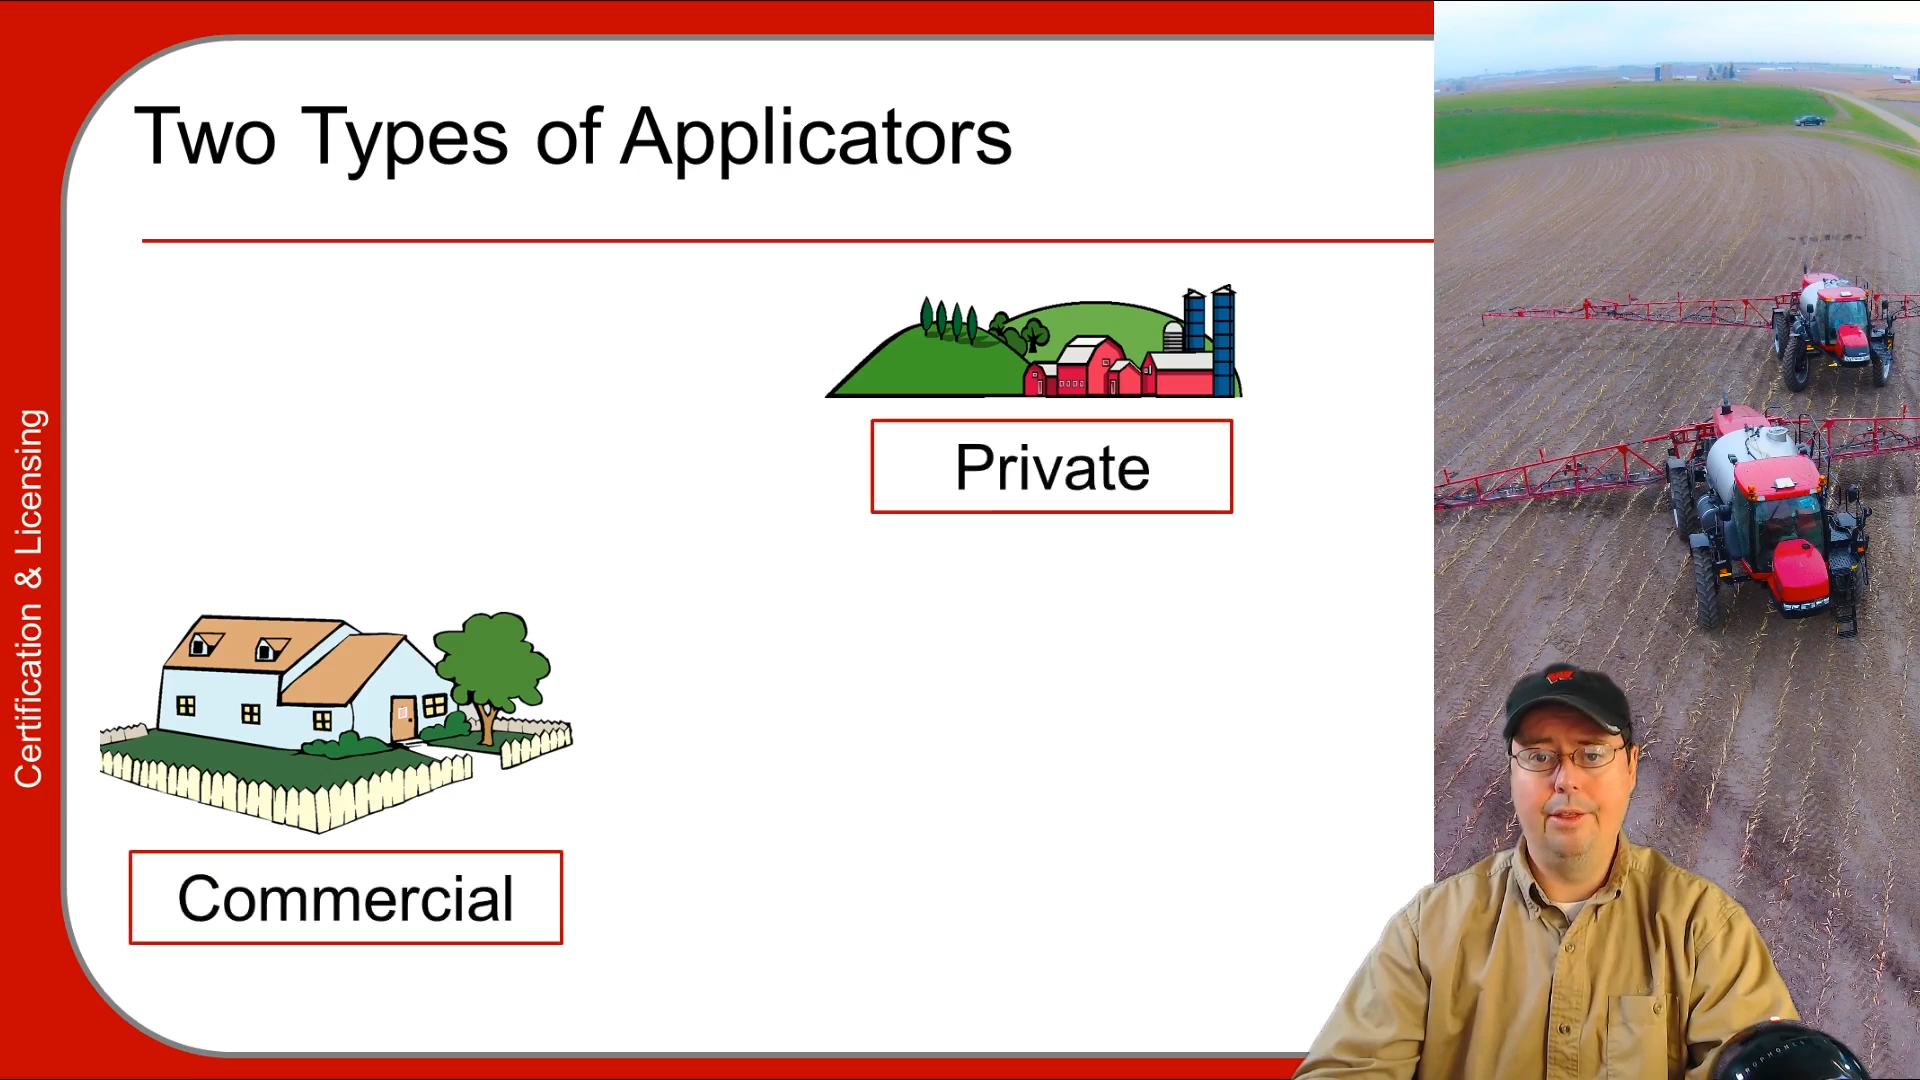 Two Types of Applicators
Private
Commercial
Certification & Licensing
W